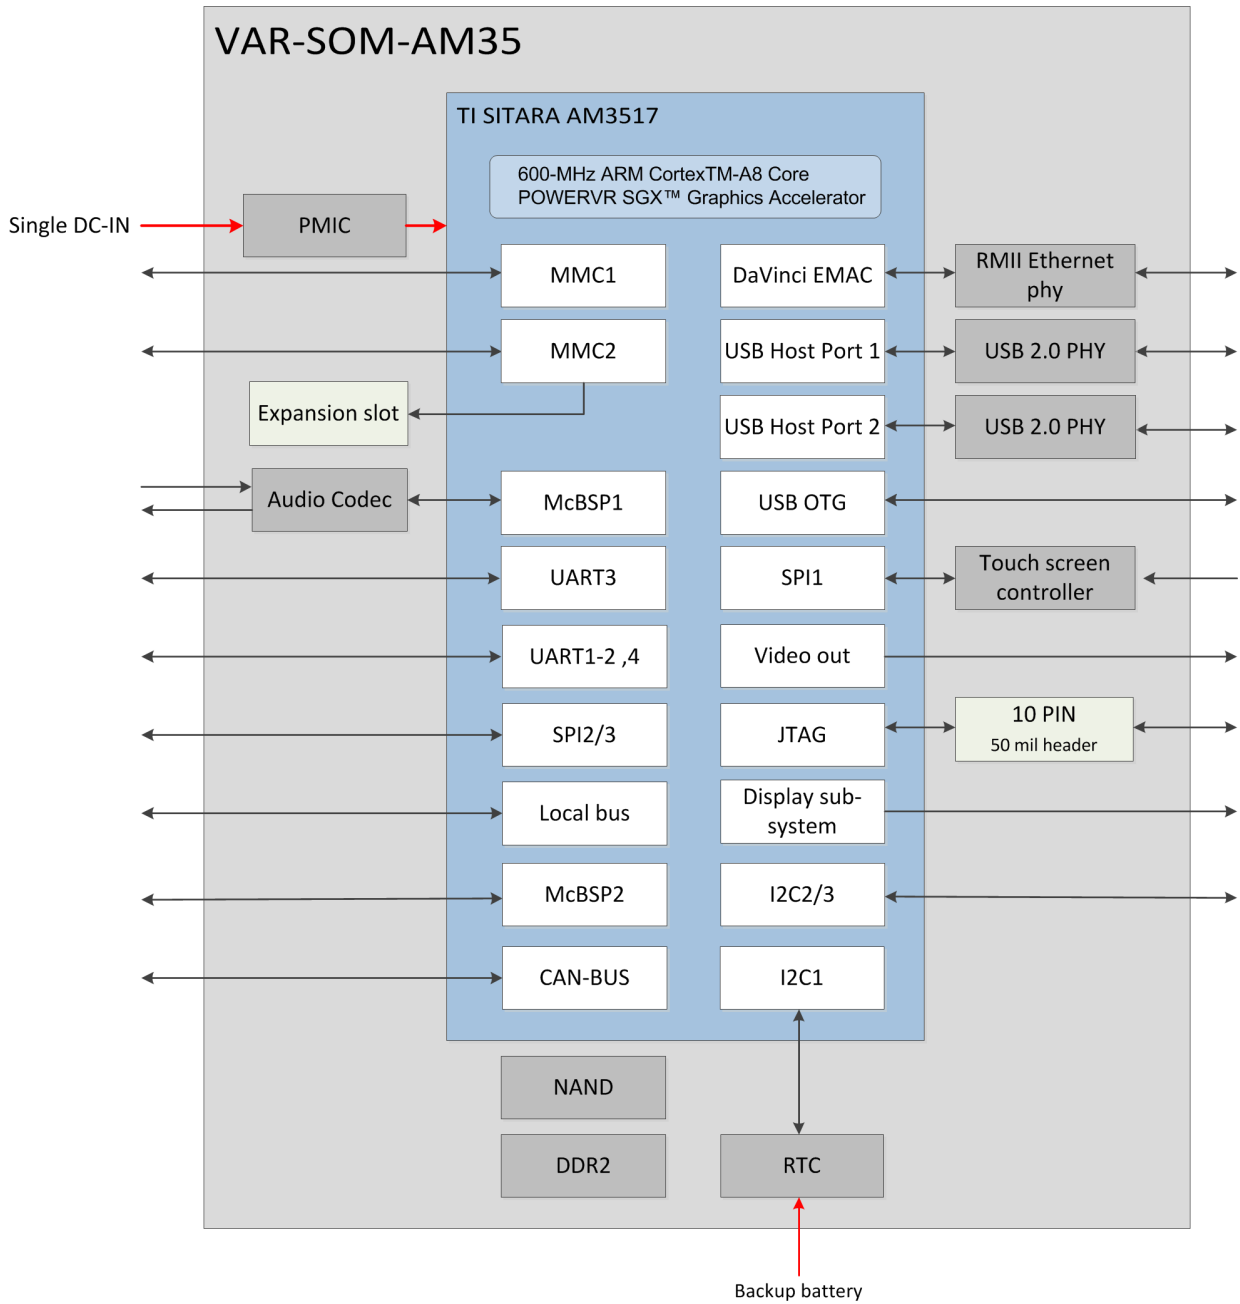 VAR-SOM-AM35
TI SITARA AM3517
600-MHz ARM CortexTM-A8 Core
POWERVR SGX™ Graphics Accelerator
Single DC-IN
PMIC
MMC1
DaVinci EMAC
RMII Ethernet
phy
MMC2
USB Host Port 1
USB 2.0 PHY
Expansion slot
USB Host Port 2
USB 2.0 PHY
Audio Codec
McBSP1
USB OTG
UART3
SPI1
Touch screen
controller
UART1-2 ,4
Video out
SPI2/3
JTAG
10 PIN
50 mil header
Local bus
Display sub-
system
McBSP2
I2C2/3
CAN-BUS
I2C1
NAND
DDR2
RTC
Backup battery